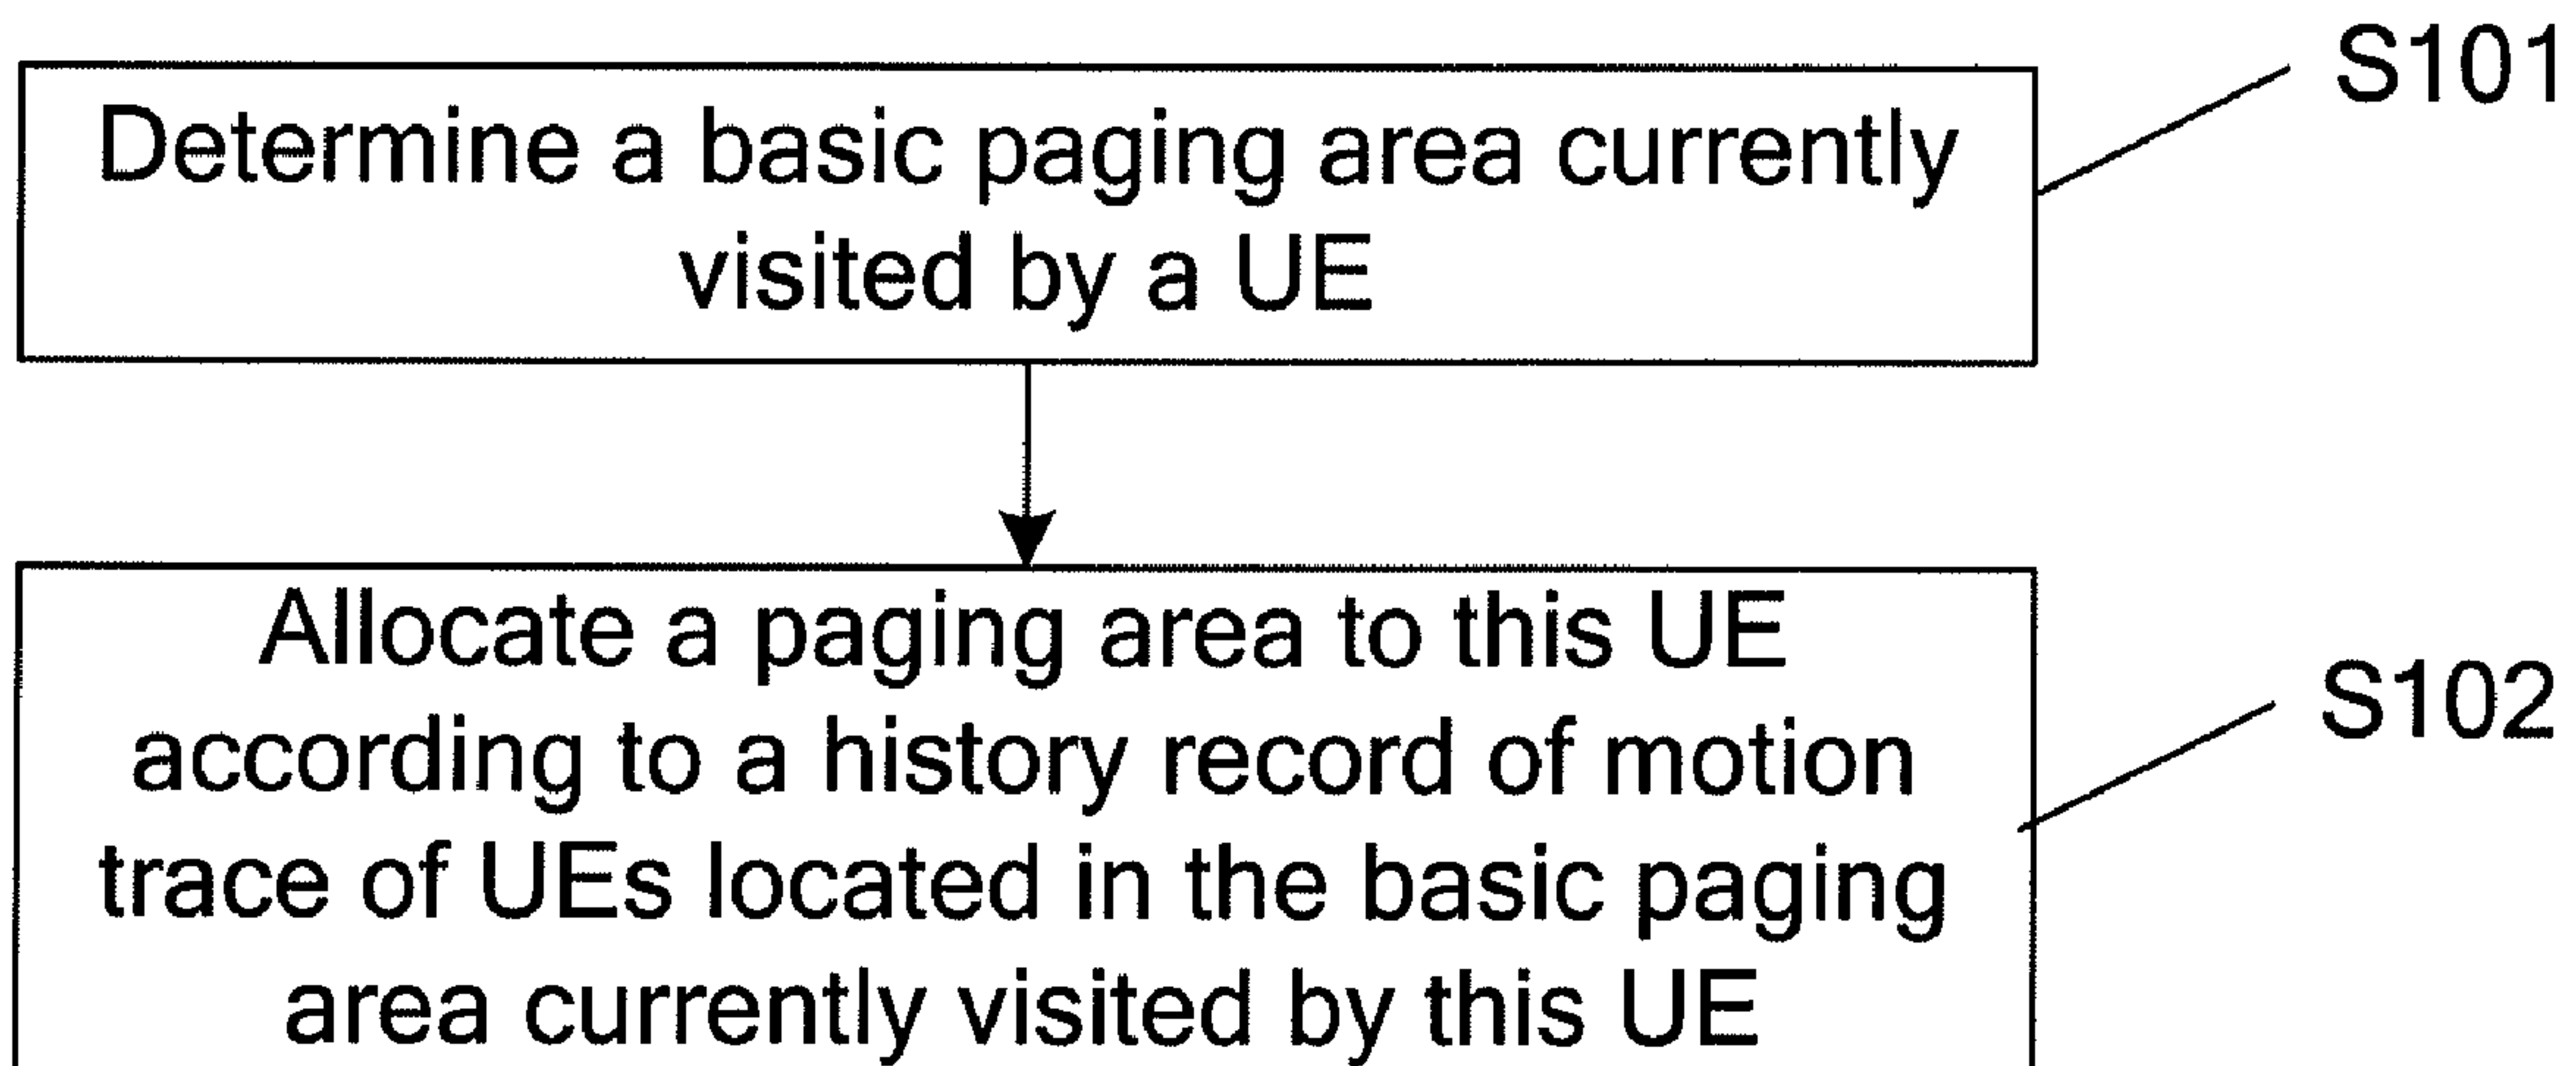 S101
Determine a basic paging area currently
visited by a UE
Allocate a paging area to this UE
according to a history record of motion
trace of UEs located in the basic paging
area currently visited by this UE
S102